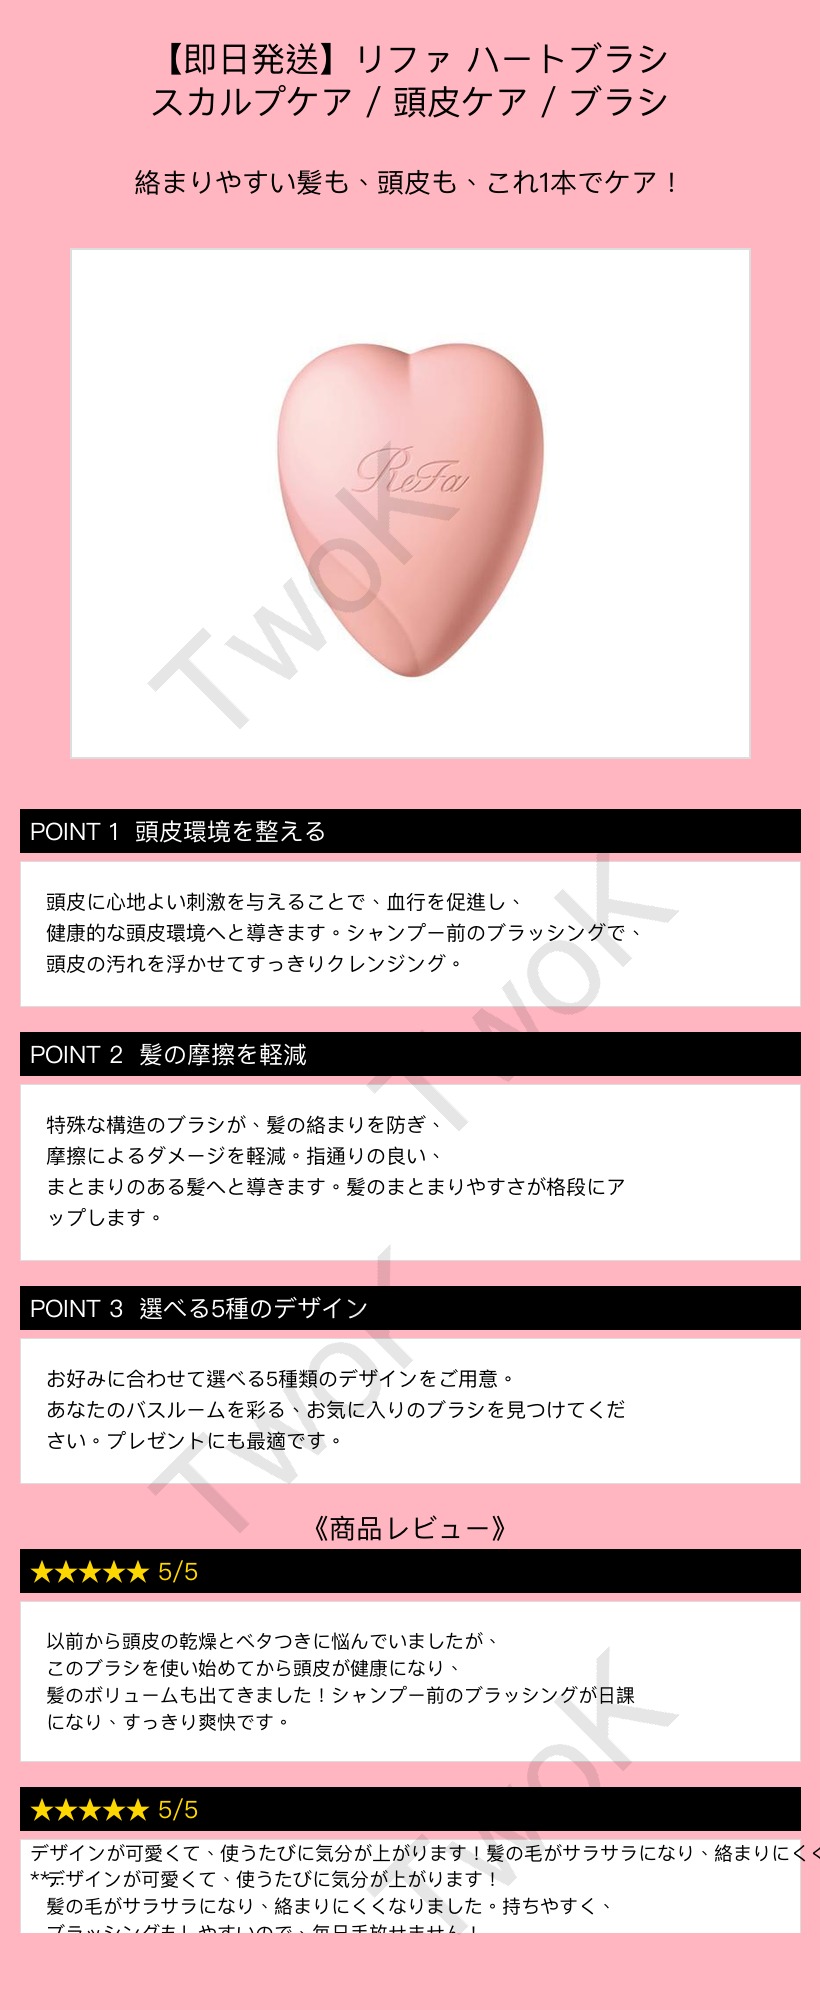 【即日発送】リファ ハートブラシ
スカルプケア / 頭皮ケア / ブラシ
絡まりやすい髪も、頭皮も、これ1本でケア！
ReFa
TwoK
POINT 1 頭皮環境を整える
頭皮に心地よい刺激を与えることで、血行を促進し、
健康的な頭皮環境へと導きます。シャンプー前のブラッシングで、
頭皮の汚れを浮かせてすっきりクレンジング。
TwoK
POINT 2 髪の摩擦を軽減
特殊な構造のブラシが、髪の絡まりを防ぎ、
摩擦によるダメージを軽減。指通りの良い、
まとまりのある髪へと導きます。髪のまとまりやすさが格段にア
ップします。
POINT 3 選べる5種のデザイン
お好みに合わせて選べる5種類のデザインをご用意。
あなたのバスルームを彩る、お気に入りのブラシを見つけてくだ
さい。プレゼントにも最適です。
TwoK
《商品レビュー》
★★★★★ 5/5
以前から頭皮の乾燥とベタつきに悩んでいましたが、
このブラシを使い始めてから頭皮が健康になり、
髪のボリュームも出てきました！シャンプー前のブラッシングが日課
になり、すっきり爽快です。
TwoK
★★★★★ 5/5
デザインが可愛くて、使うたびに気分が上がります！髪の毛がサラサラになり、絡まりにくく
**デザインが可愛くて、使うたびに気分が上がります！
髪の毛がサラサラになり、絡まりにくくなりました。持ちやすく、
ブラッシングもしやすいので、毎日手放せません！